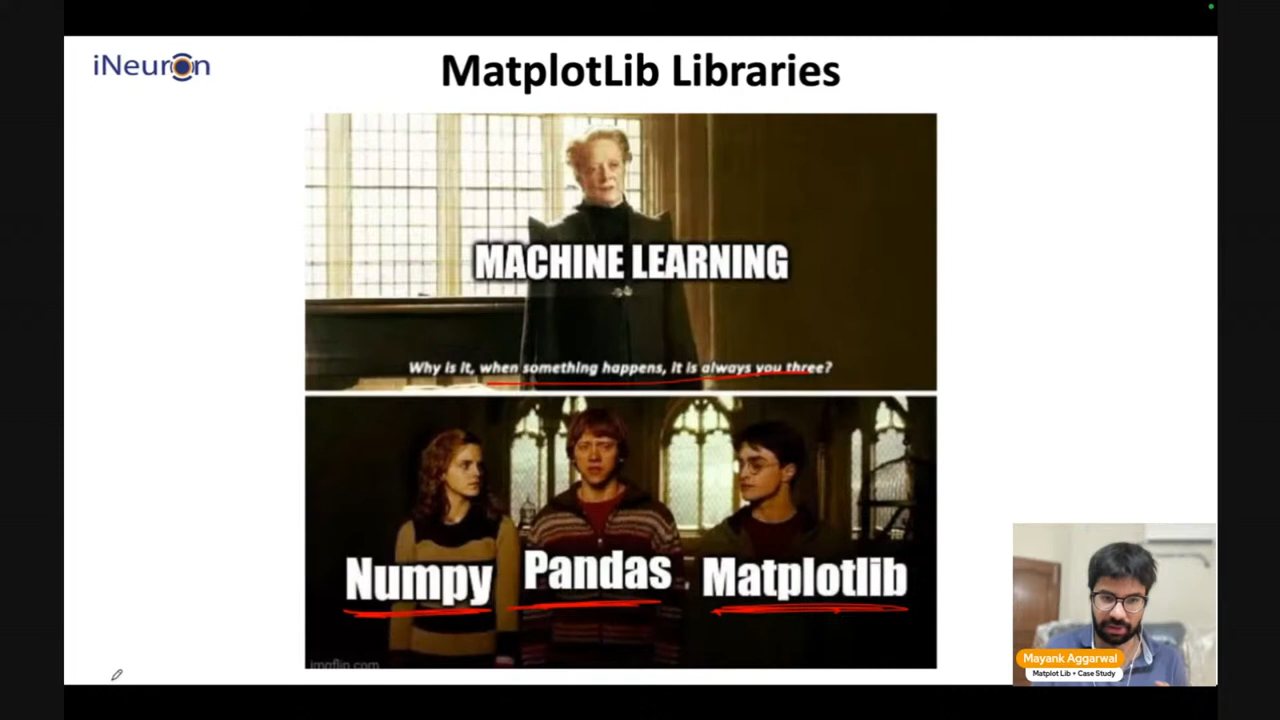 iNeuron
MatplotLib Libraries
MACHINE LEARNING
Why is it, when something happens, it is always you three?
Numpy
Pandas
Matplotlib
imgflip.com
Mayank Aggarwal
Matplot Lib + Case Study